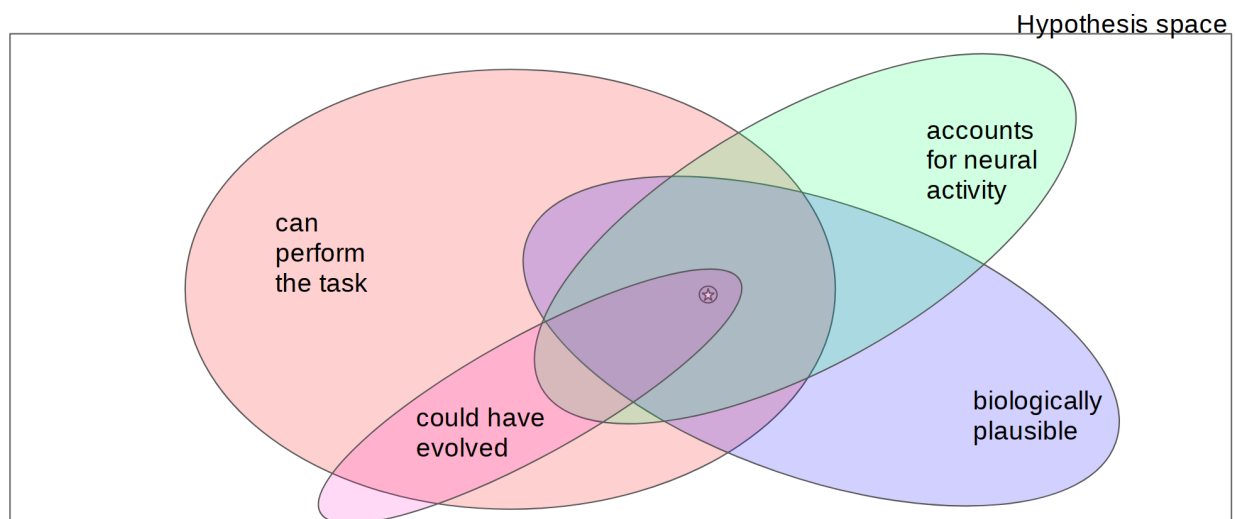 Hypothesis space
accounts
for neural
activity
can
perform
the task
biologically
plausible
could have
evolved